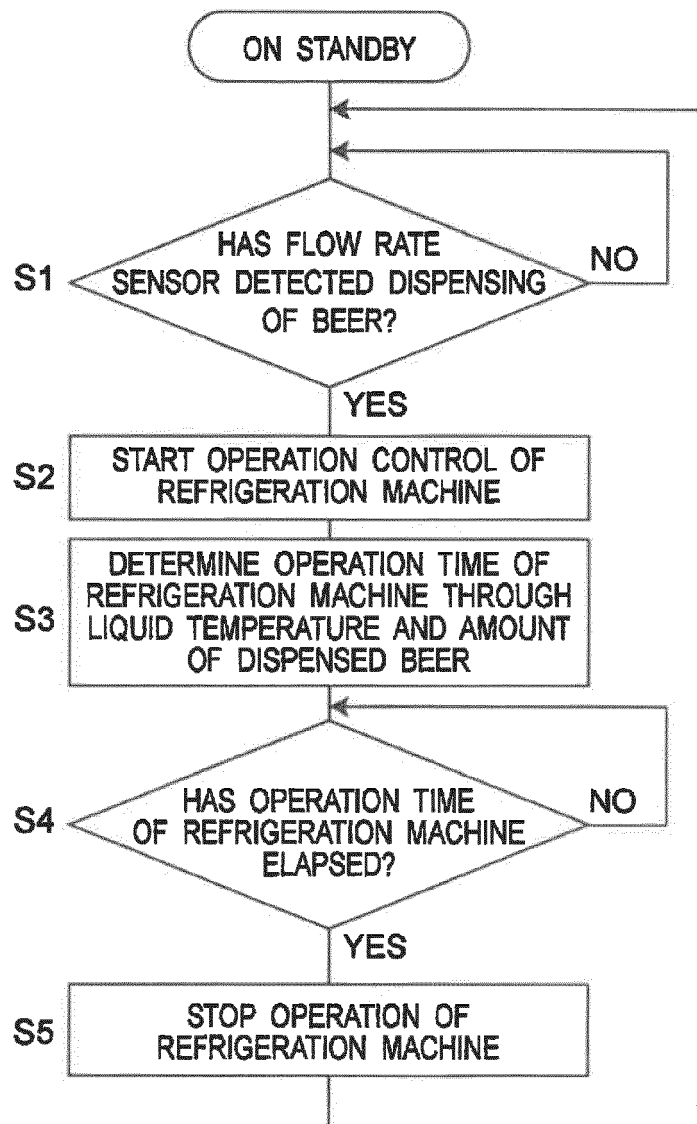 ON STANDBY
HAS FLOW RATE
S1
SENSOR DETECTED DISPENSING
NO
OF BEER?
YES
S2
START OPERATION CONTROL OF
REFRIGERATION MACHINE
S3
DETERMINE OPERATION TIME OF
REFRIGERATION MACHINE THROUGH
LIQUID TEMPERATURE AND AMOUNT
OF DISPENSED BEER
S4
HAS OPERATION TIME
NO
OF REFRIGERATION MACHINE
ELAPSED?
YES
S5
STOP OPERATION OF
REFRIGERATION MACHINE